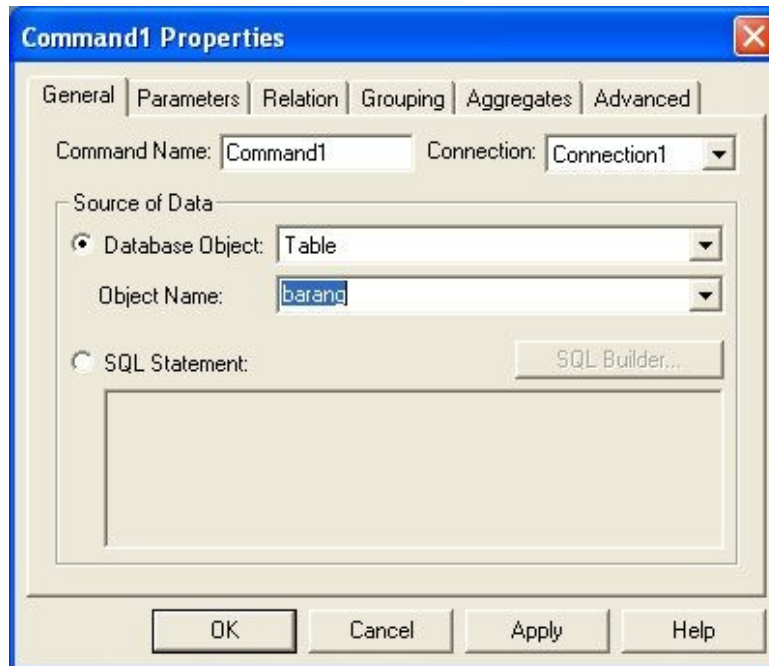 Command1 Properties
General Parameters Relation Grouping Aggregates Advanced
Command Name: Command1 Connection: Connection1
Source of Data
Database Object: Table
Object Name: barang
SQL Statement: SQL Builder...
OK Cancel Apply Help